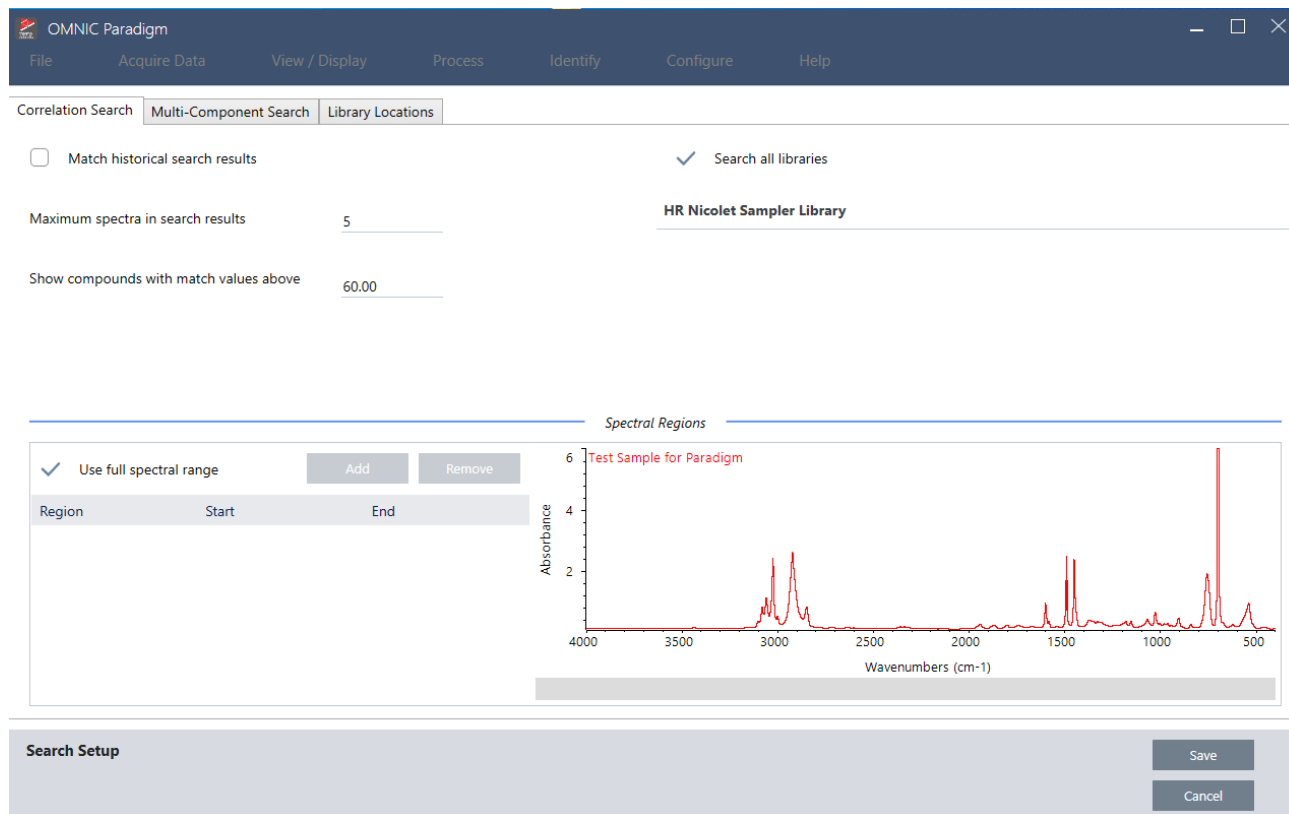 OMNIC Paradigm
File Acquire Data View / Display Process Identify Configure Help
Correlation Search Multi-Component Search Library Locations
Match historical search results
Search all libraries
Maximum spectra in search results 5
HR Nicolet Sampler Library
Show compounds with match values above 60.00
Spectral Regions
Use full spectral range Add Remove
Region Start End
Test Sample for Paradigm
Absorbance
6
4
2
4000 3500 3000 2500 2000 1500 1000 500
Wavenumbers (cm-1)
Search Setup
Save
Cancel